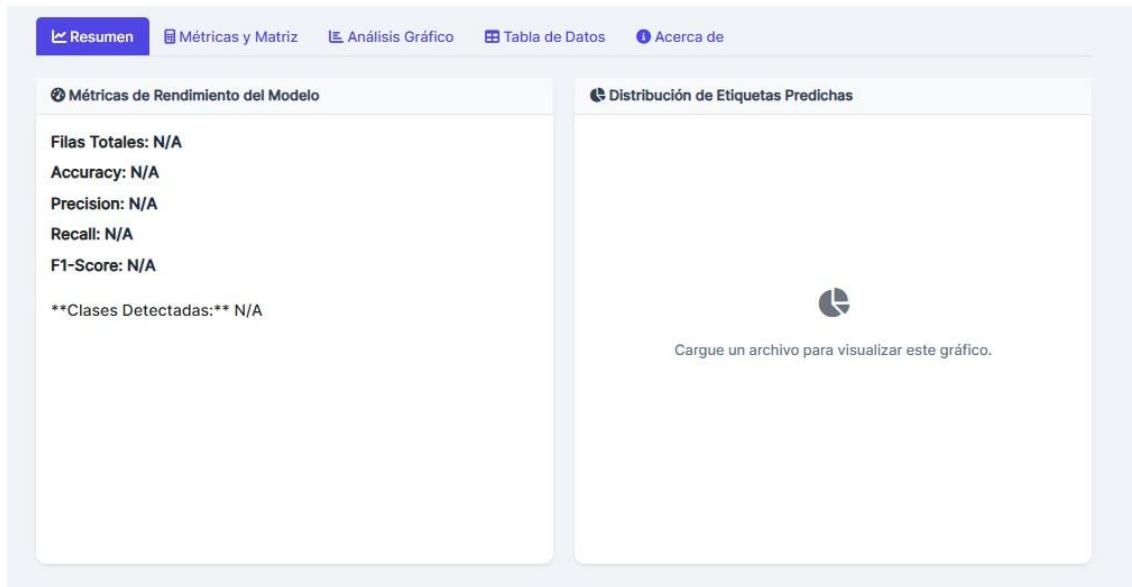 Resumen
Métricas y Matriz
Análisis Gráfico
Tabla de Datos
Acerca de
Métricas de Rendimiento del Modelo
Filas Totales: N/A
Accuracy: N/A
Precision: N/A
Recall: N/A
F1-Score: N/A
**Clases Detectadas:** N/A
Distribución de Etiquetas Predichas
Cargue un archivo para visualizar este gráfico.